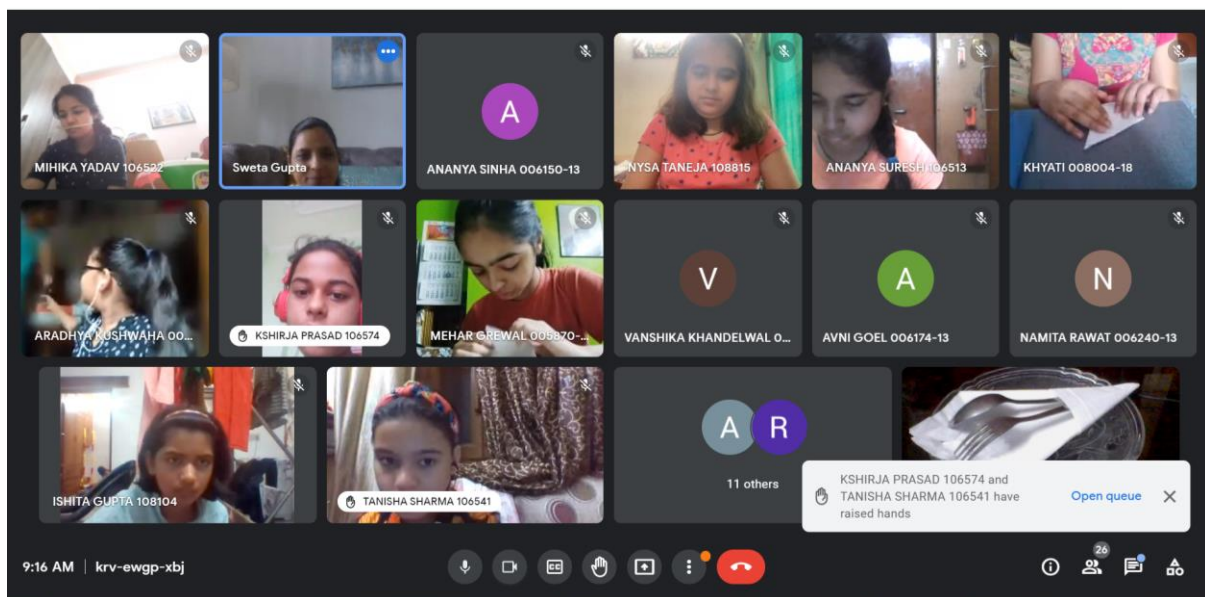 MIHIKA YADAV 106522
Sweta Gupta
A
ANANYA SINHA 006150-13
NYSA TANEJA 108815
ANANYA SURESH 106513
KHYATI 008004-18
ARADHYA KUSHWAHA 00...
KSHIRJA PRASAD 106574
MEHAR GREWAL 005870-...
V
VANSHIKA KHANDELWAL 0...
A
AVNI GOEL 006174-13
N
NAMITA RAWAT 006240-13
ISHITA GUPTA 108104
TANISHA SHARMA 106541
A R
11 others
KSHIRJA PRASAD 106574 and
TANISHA SHARMA 106541 have
raised hands
Open queue
9:16 AM | krv-ewgp-xbj
CC
26